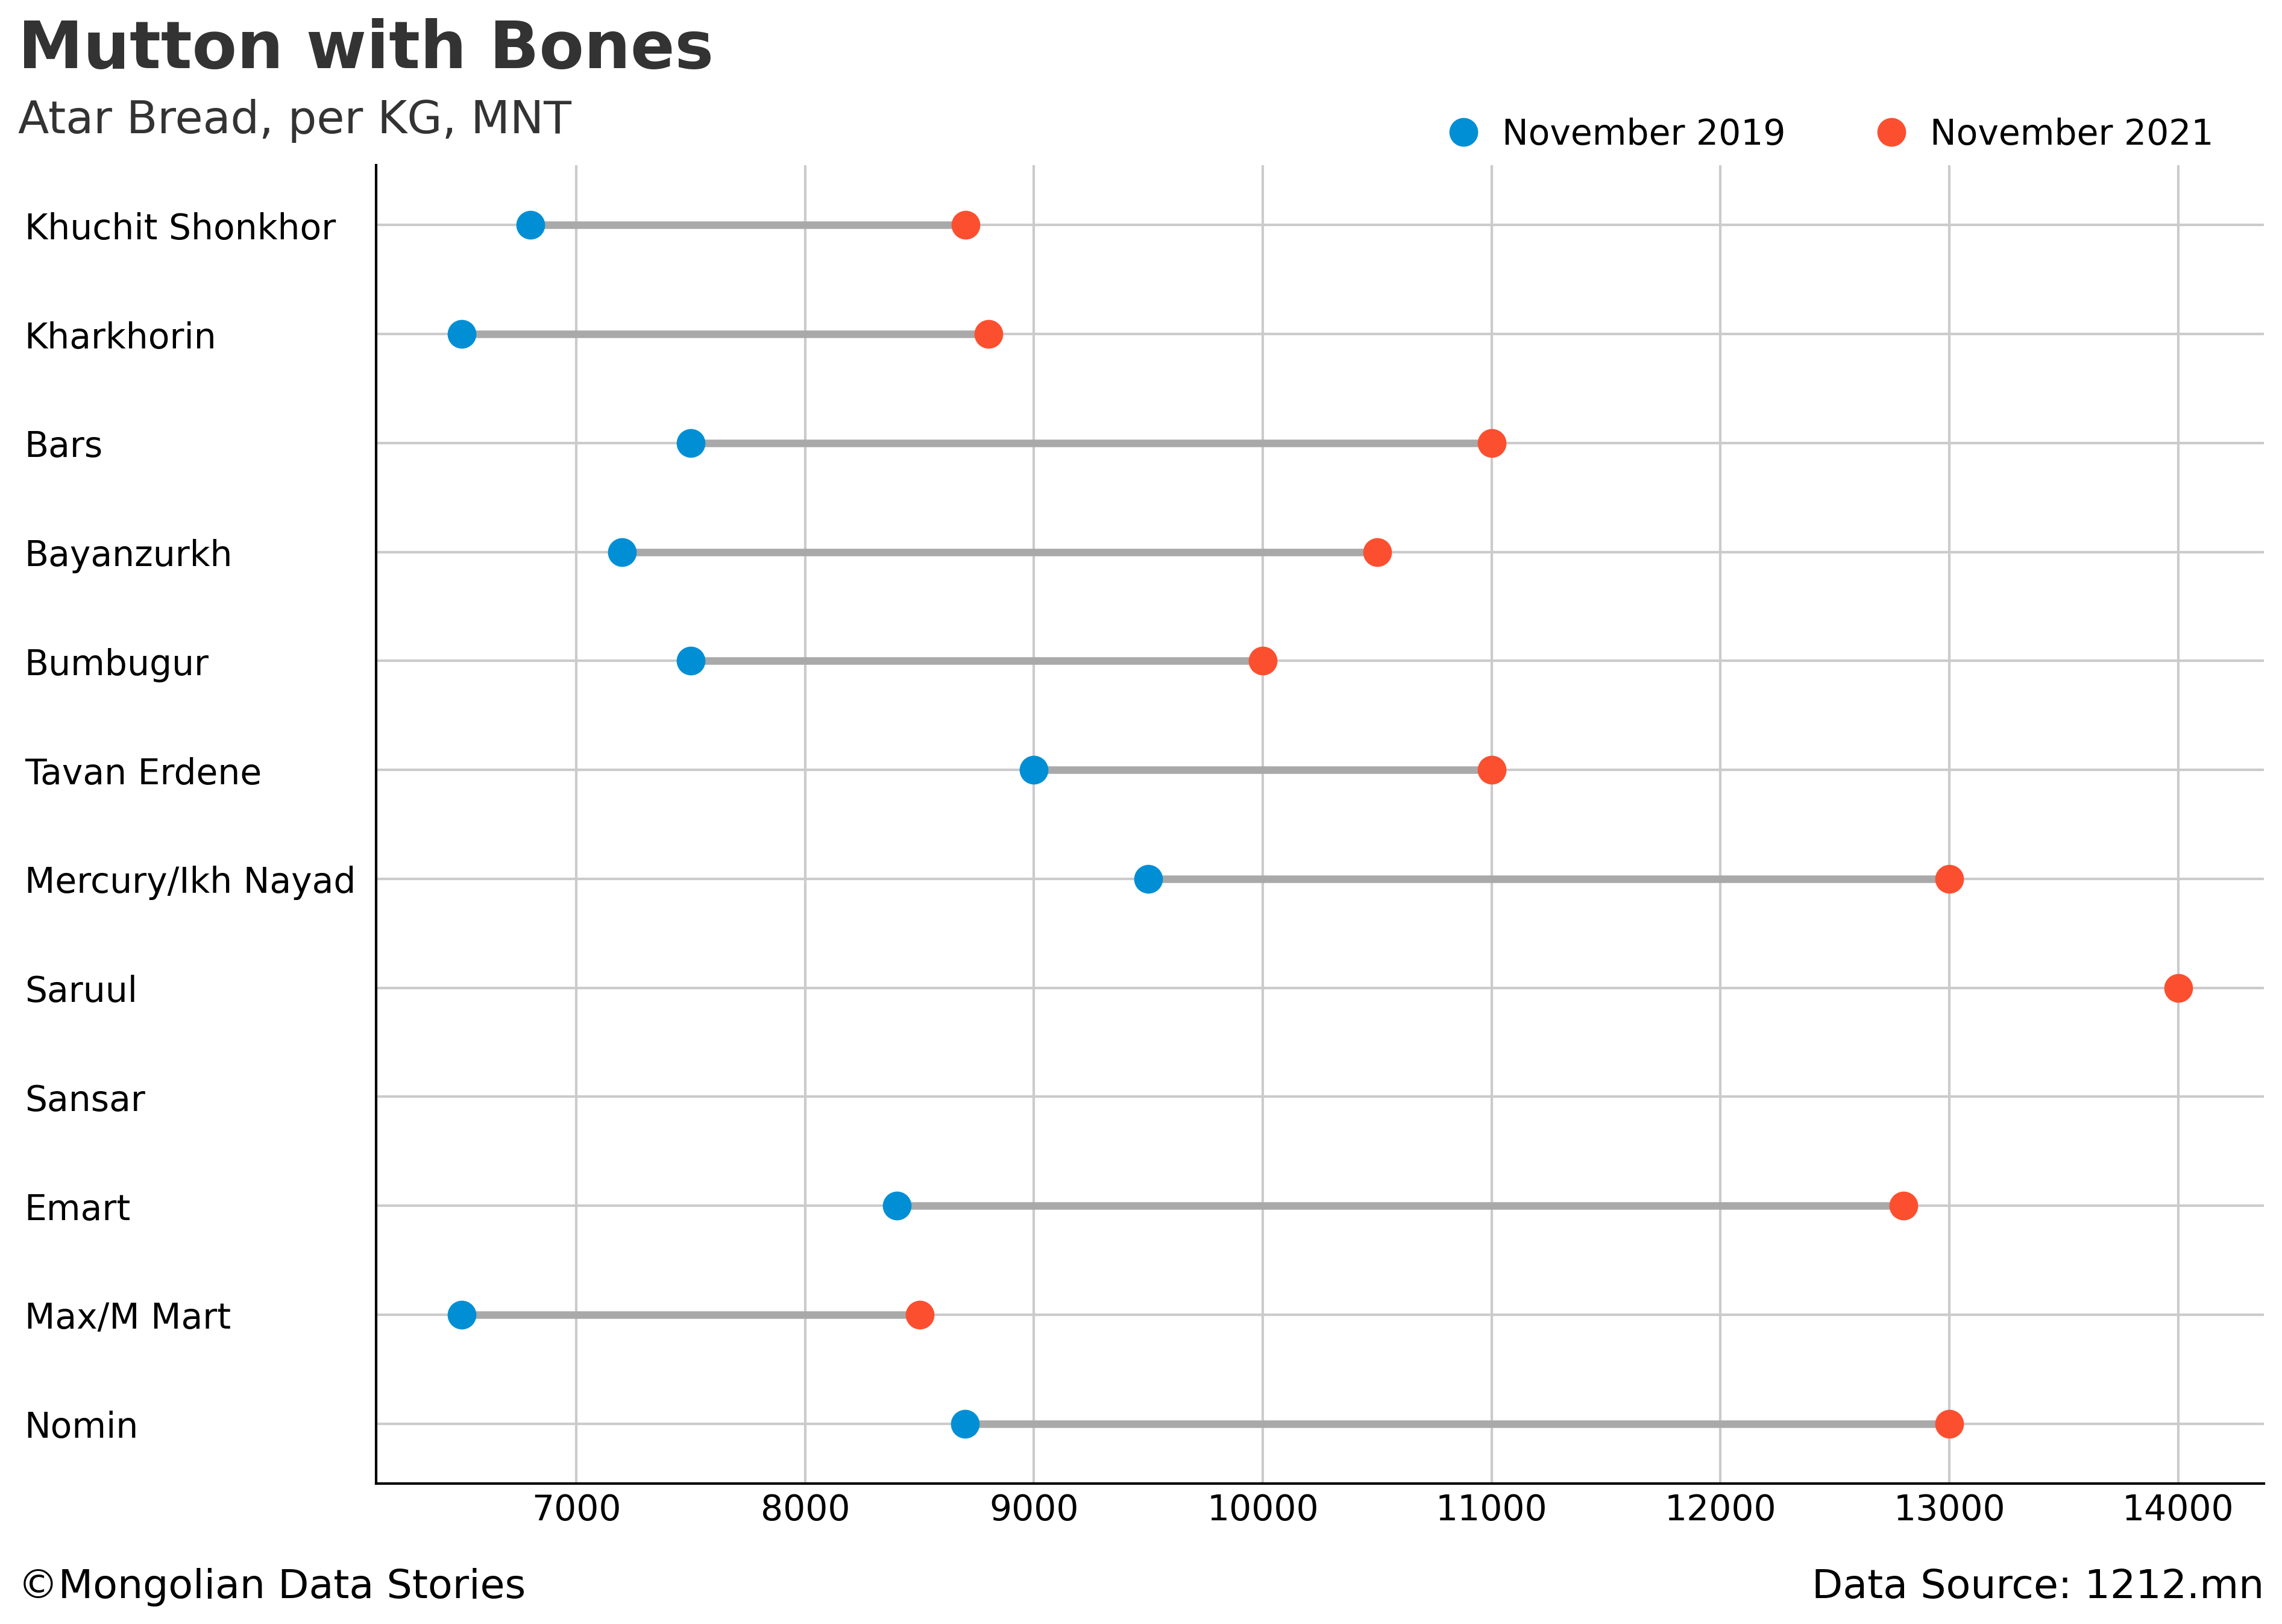 Mutton with Bones
Atar Bread, per KG, MNT
November 2019
November 2021
Khuchit Shonkhor
Kharkhorin
Bars
Bayanzurkh
Bumbugur
Tavan Erdene
Mercury/Ikh Nayad
Saruul
Sansar
Emart
Max/M Mart
Nomin
7000 8000 9000 10000 11000 12000 13000 14000
©Mongolian Data Stories
Data Source: 1212.mn